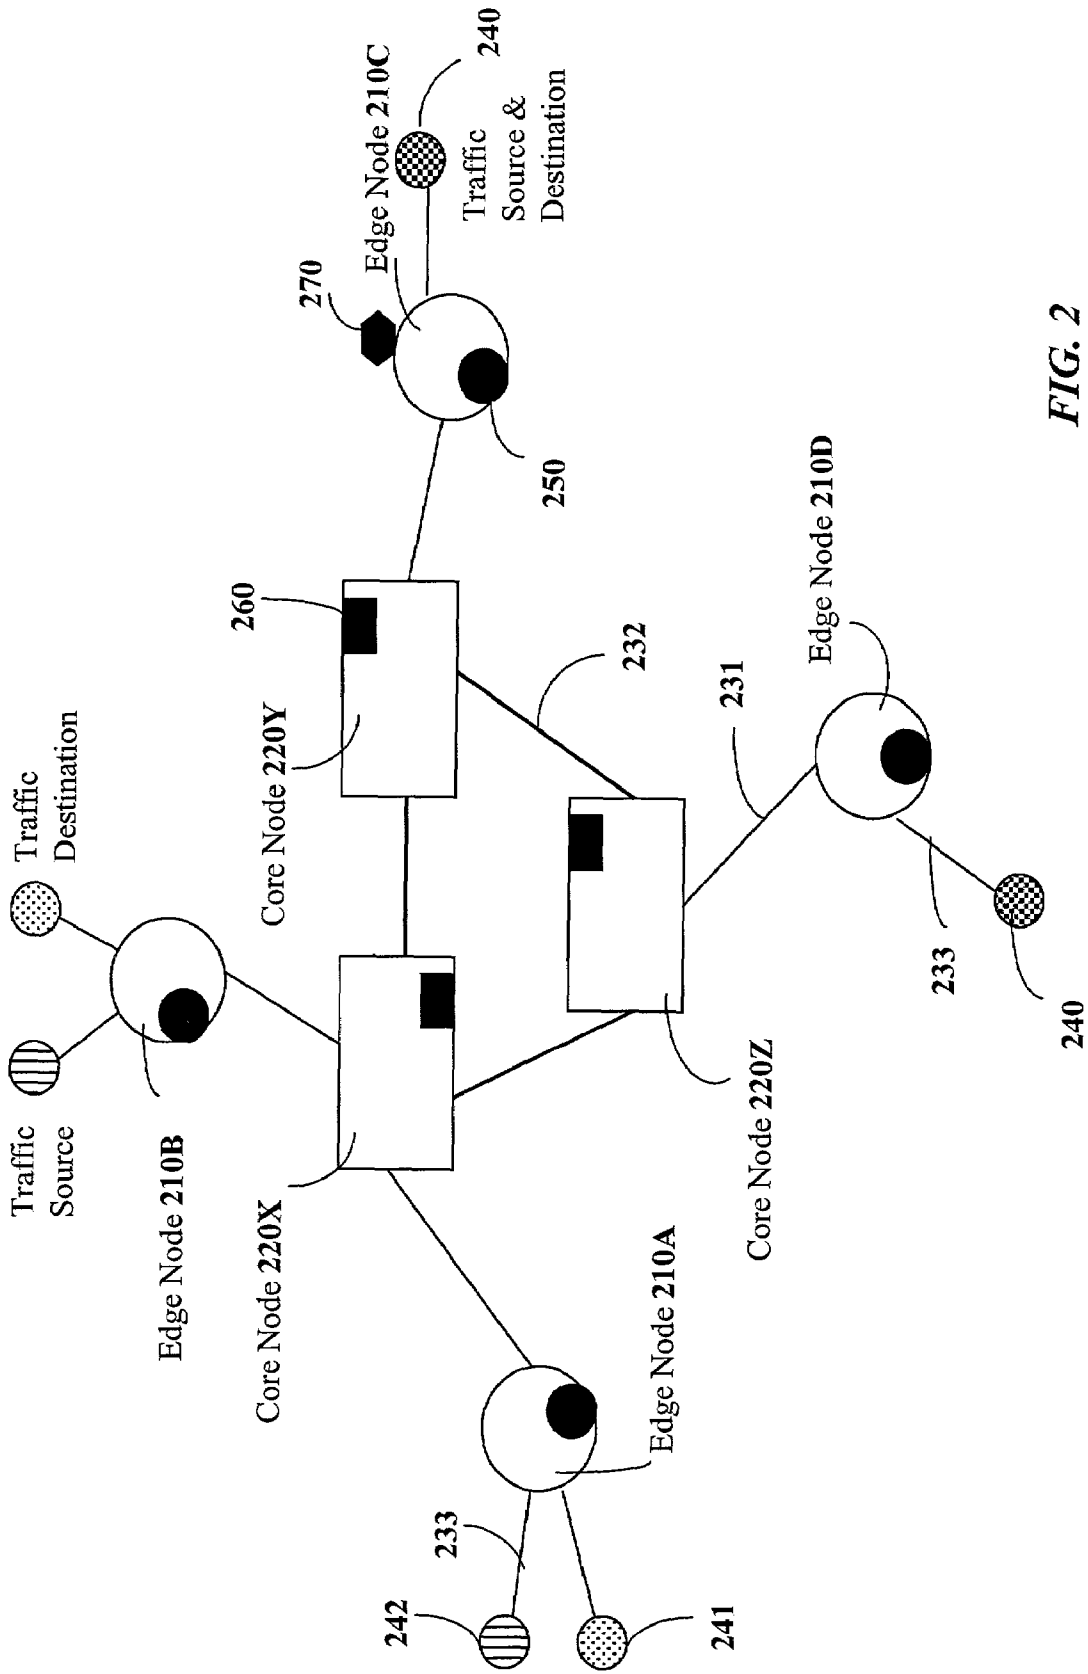 Traffic
Source
Traffic
Destination
Edge Node 210B
260
Core Node 220X
Core Node 220Y
270
Edge Node 210C
242
233
240
Traffic
Source &
Destination
250
232
Edge Node 210A
241
231
Core Node 220Z
Edge Node 210D
233
240
FIG. 2